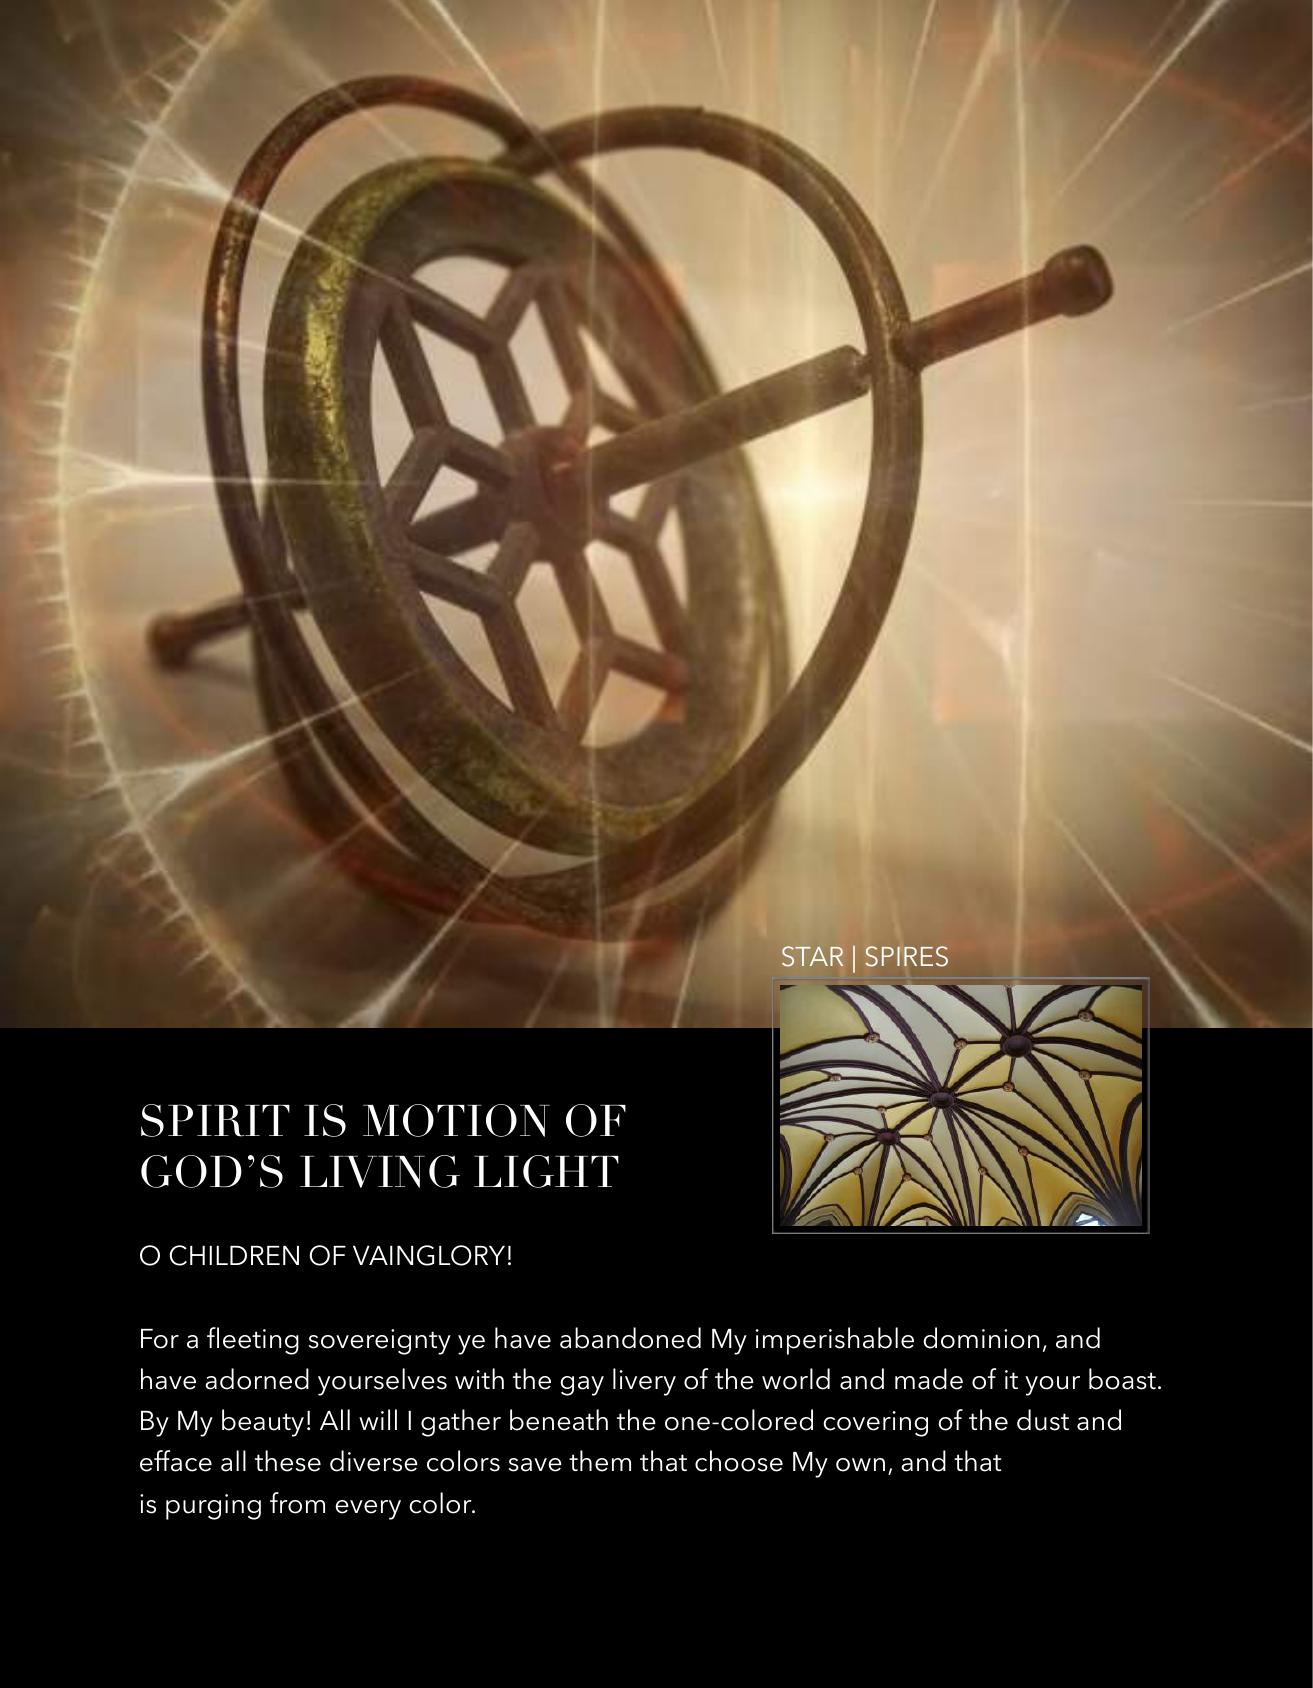 STAR | SPIRES
SPIRIT IS MOTION OF
GOD’S LIVING LIGHT
O CHILDREN OF VAINGLORY!
For a fleeting sovereignty ye have abandoned My imperishable dominion, and
have adorned yourselves with the gay livery of the world and made of it your boast.
By My beauty! All will I gather beneath the one-colored covering of the dust and
efface all these diverse colors save them that choose My own, and that
is purging from every color.